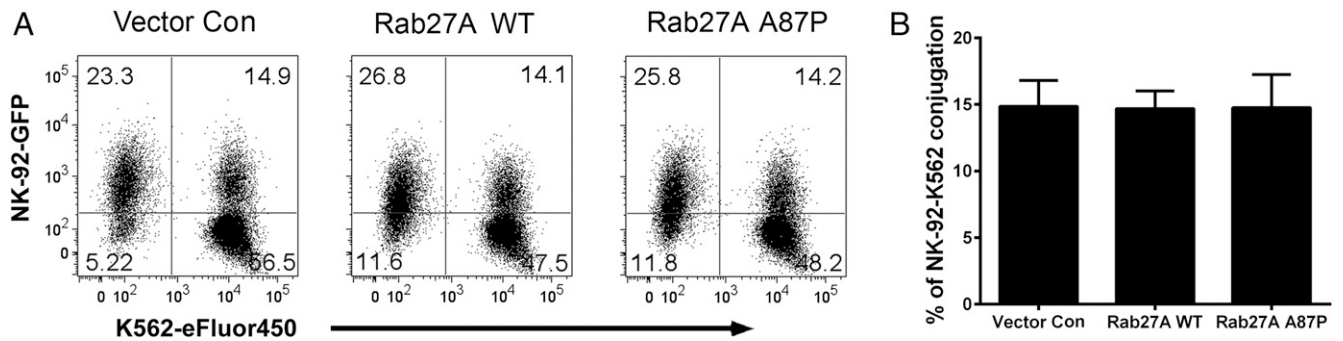 A
Vector Con
Rab27A WT
Rab27A A87P
B
NK-92-GFP
10^5
10^4
10^3
10^2
0
23.3
14.9
5.22
56.5
0 10^2 10^3 10^4 10^5
26.8
14.1
11.6
47.5
0 10^2 10^3 10^4 10^5
25.8
14.2
11.8
48.2
0 10^2 10^3 10^4 10^5
K562-eFluor450
% of NK-92-K562 conjugation
20
15
10
5
0
Vector Con
Rab27A WT
Rab27A A87P